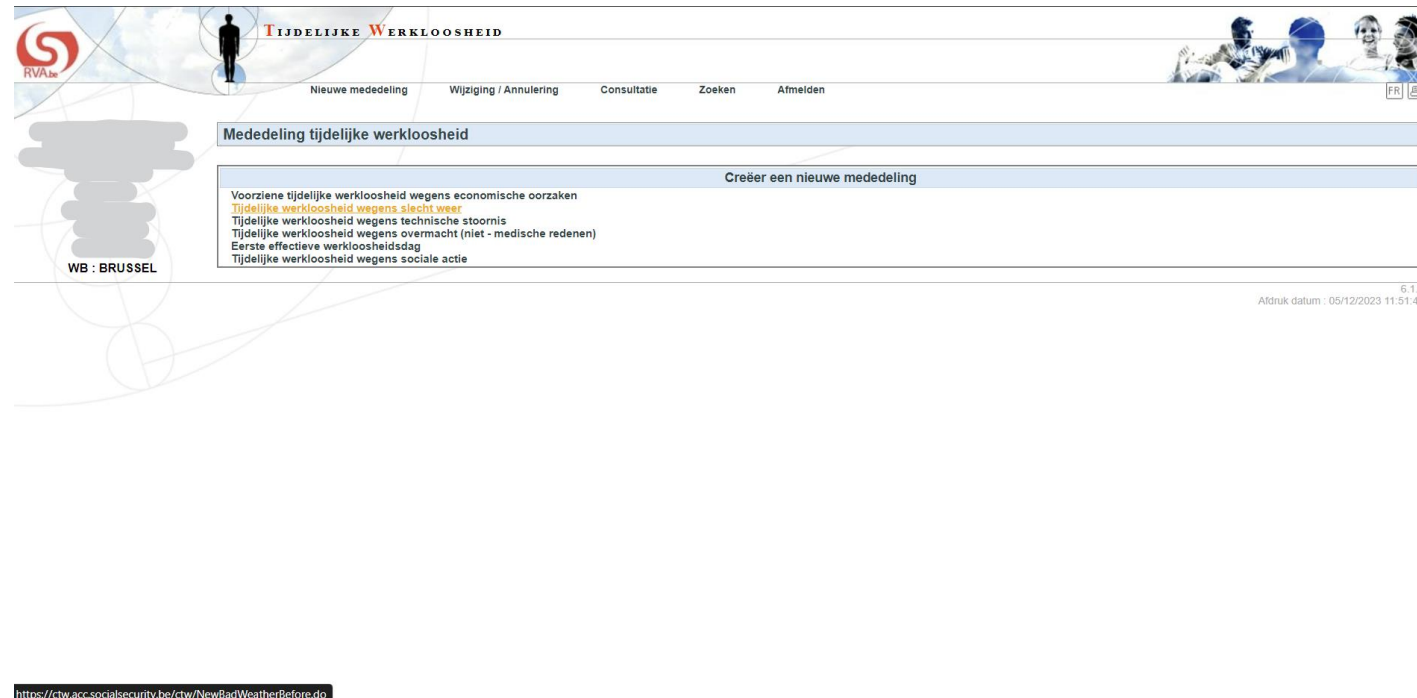 RVA.be
TIJDELIJKE WERKLOOSHEID
Nieuwe mededeling Wijziging / Annulering Consultatie Zoeken Afmelden FR
Mededeling tijdelijke werkloosheid
Creëer een nieuwe mededeling
Voorziene tijdelijke werkloosheid wegens economische oorzaken
Tijdelijke werkloosheid wegens slecht weer
Tijdelijke werkloosheid wegens technische stoornis
Tijdelijke werkloosheid wegens overmacht (niet - medische redenen)
Eerste effectieve werkloosheidsdag
Tijdelijke werkloosheid wegens sociale actie
WB : BRUSSEL
6.1.
Afdruk datum : 05/12/2023 11:51:4
https://ctw.acc.socialsecurity.be/ctw/NewBadWeatherBefore.do